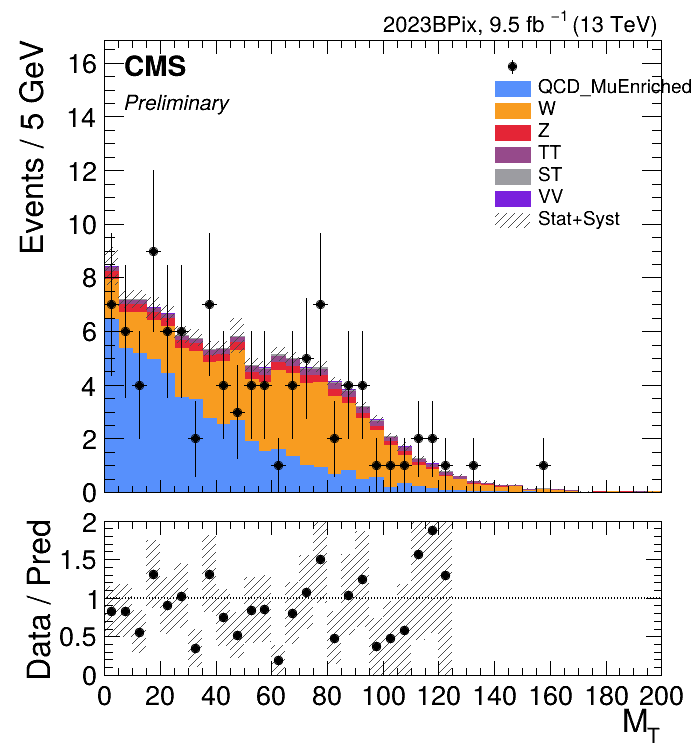 2023BPix, 9.5 fb ⁻¹ (13 TeV)
CMS
Preliminary
QCD_MuEnriched
W
Z
TT
ST
VV
Stat+Syst
Events / 5 GeV
16
14
12
10
8
6
4
2
0
Data / Pred
2
1.5
1
0.5
0
0 20 40 60 80 100 120 140 160 180 200
M_T